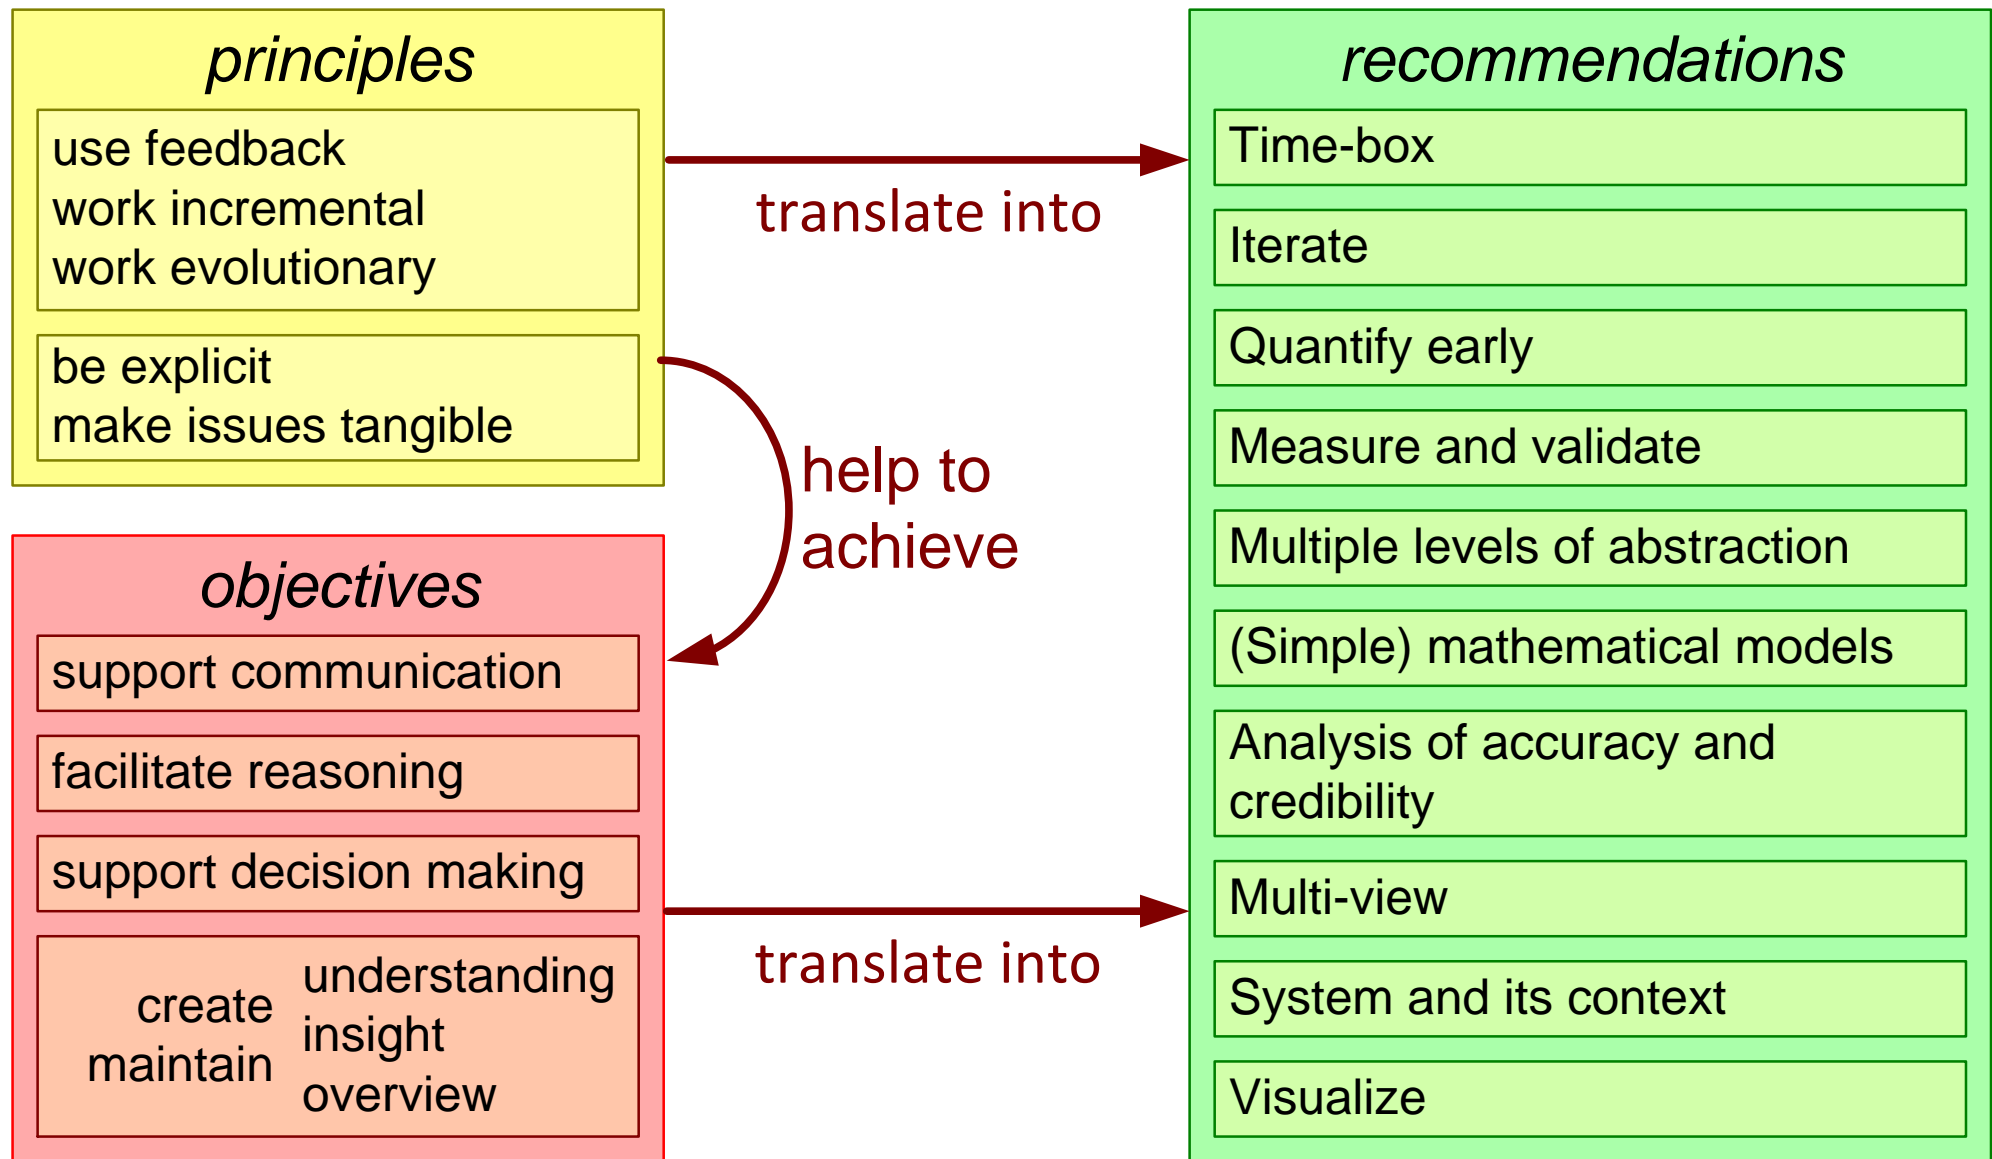 principles
use feedback
work incremental
work evolutionary
be explicit
make issues tangible
translate into
help to
achieve
objectives
support communication
facilitate reasoning
support decision making
create
maintain
understanding
insight
overview
translate into
recommendations
Time-box
Iterate
Quantify early
Measure and validate
Multiple levels of abstraction
(Simple) mathematical models
Analysis of accuracy and
credibility
Multi-view
System and its context
Visualize